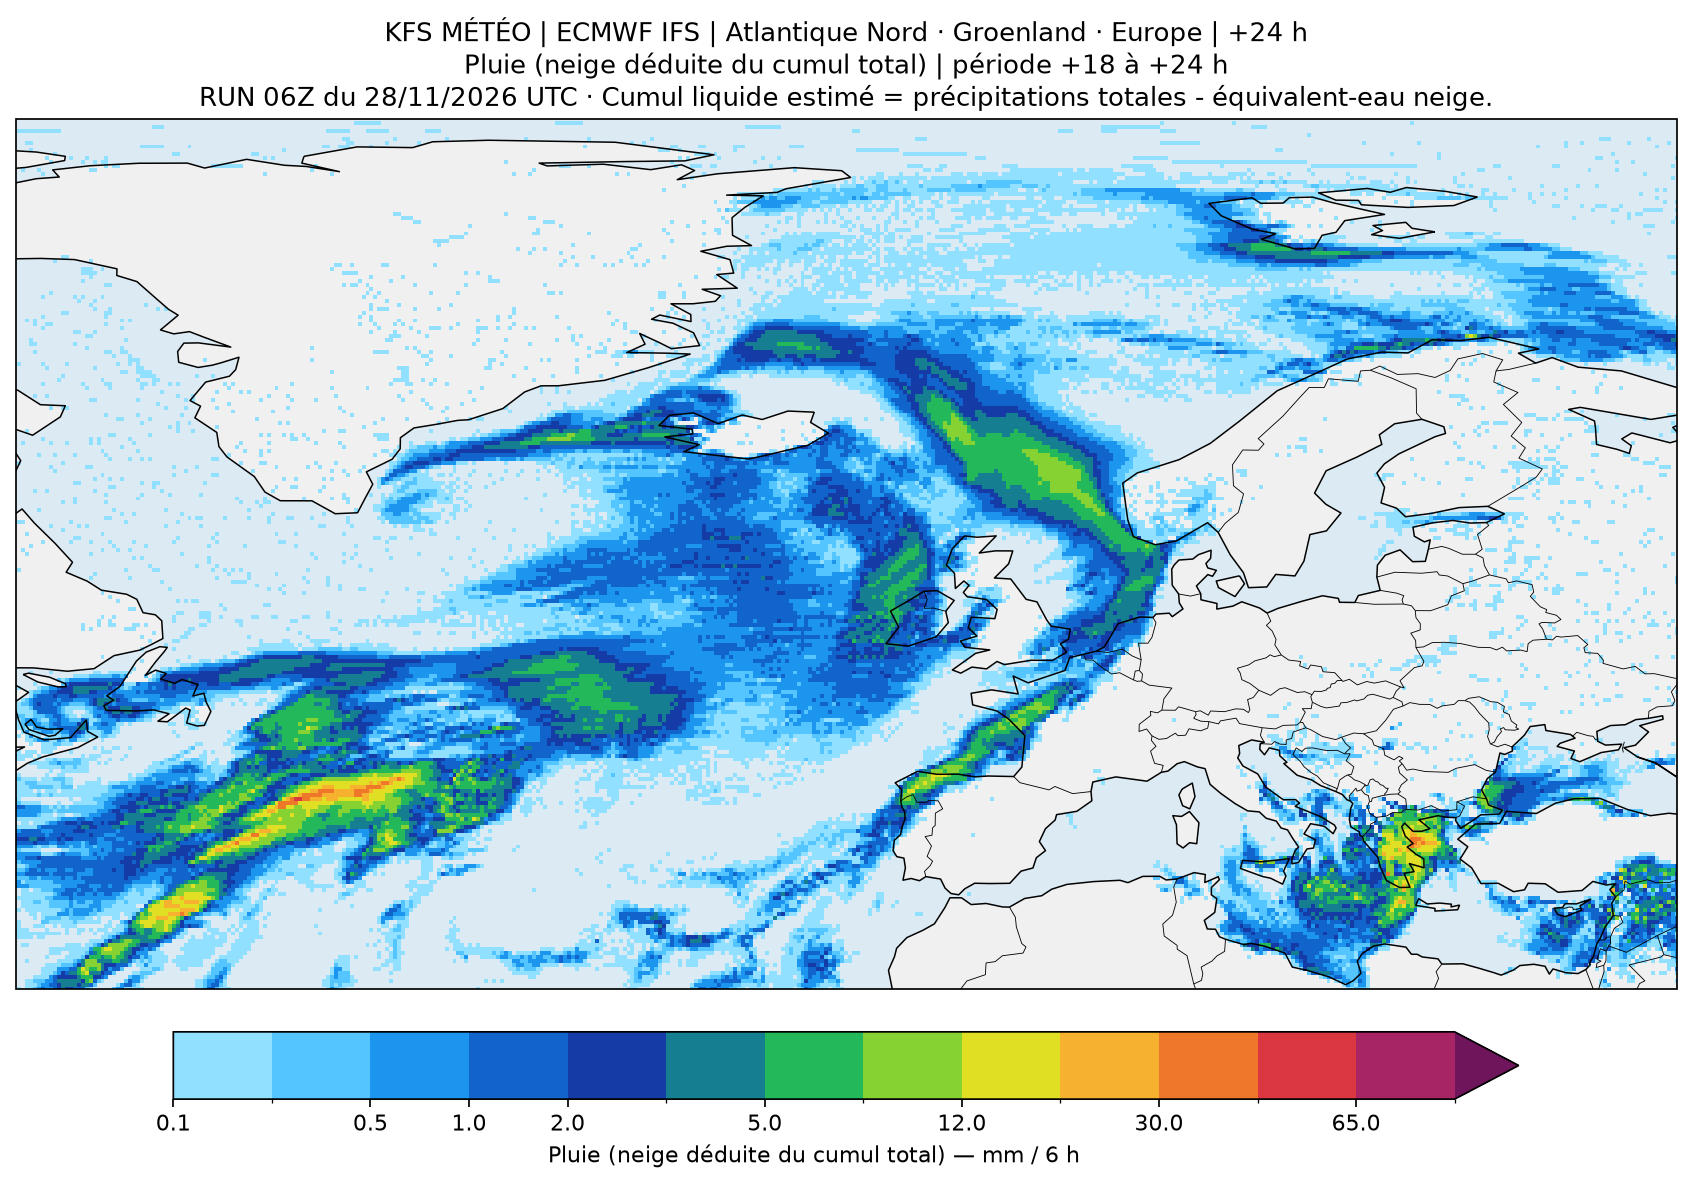 KFS MÉTÉO | ECMWF IFS | Atlantique Nord · Groenland · Europe | +24 h
Pluie (neige déduite du cumul total) | période +18 à +24 h
RUN 06Z du 28/11/2026 UTC · Cumul liquide estimé = précipitations totales - équivalent-eau neige.
0.1 0.5 1.0 2.0 5.0 12.0 30.0 65.0
Pluie (neige déduite du cumul total) — mm / 6 h